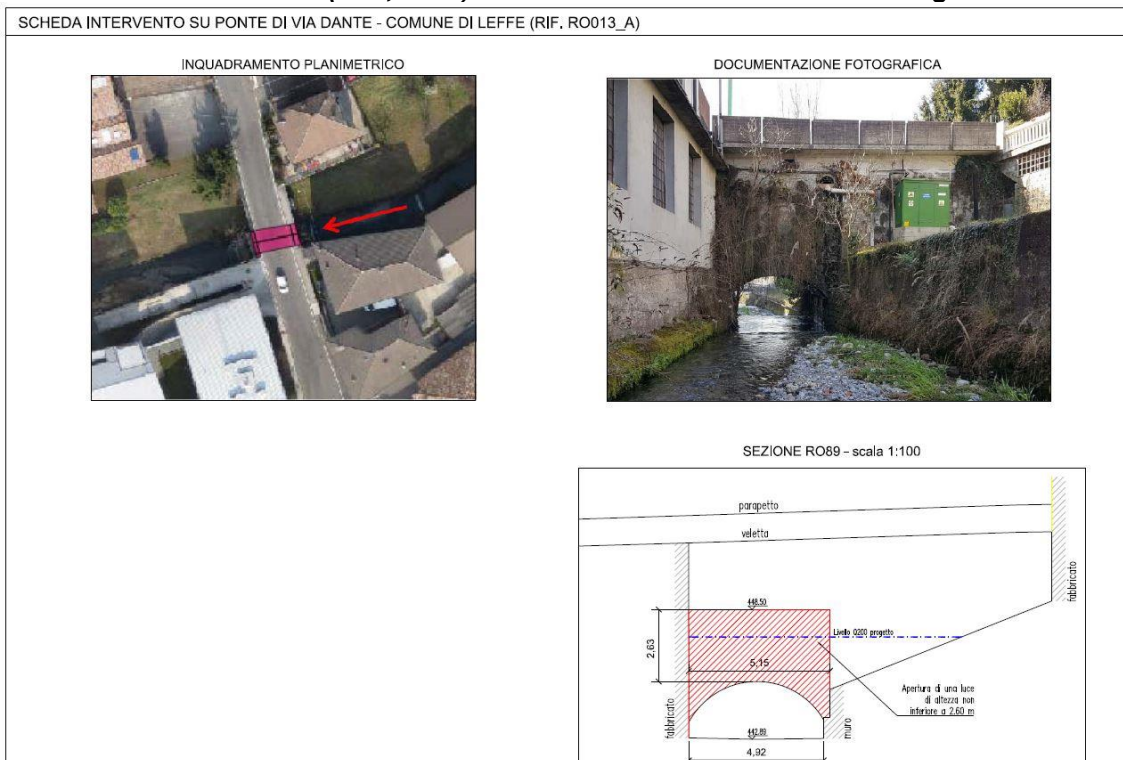 SCHEDA INTERVENTO SU PONTE DI VIA DANTE - COMUNE DI LEFFE (RIF. RO013_A)
INQUADRAMENTO PLANIMETRICO
DOCUMENTAZIONE FOTOGRAFICA
SEZIONE RO89 - scala 1:100
parapetto
veletta
fabbricato
448.50
Livello Q200 progetto
2,63
5,15
Apertura di una luce
di altezza non
inferiore a 2.60 m
fabbricato
muro
442.89
4,92